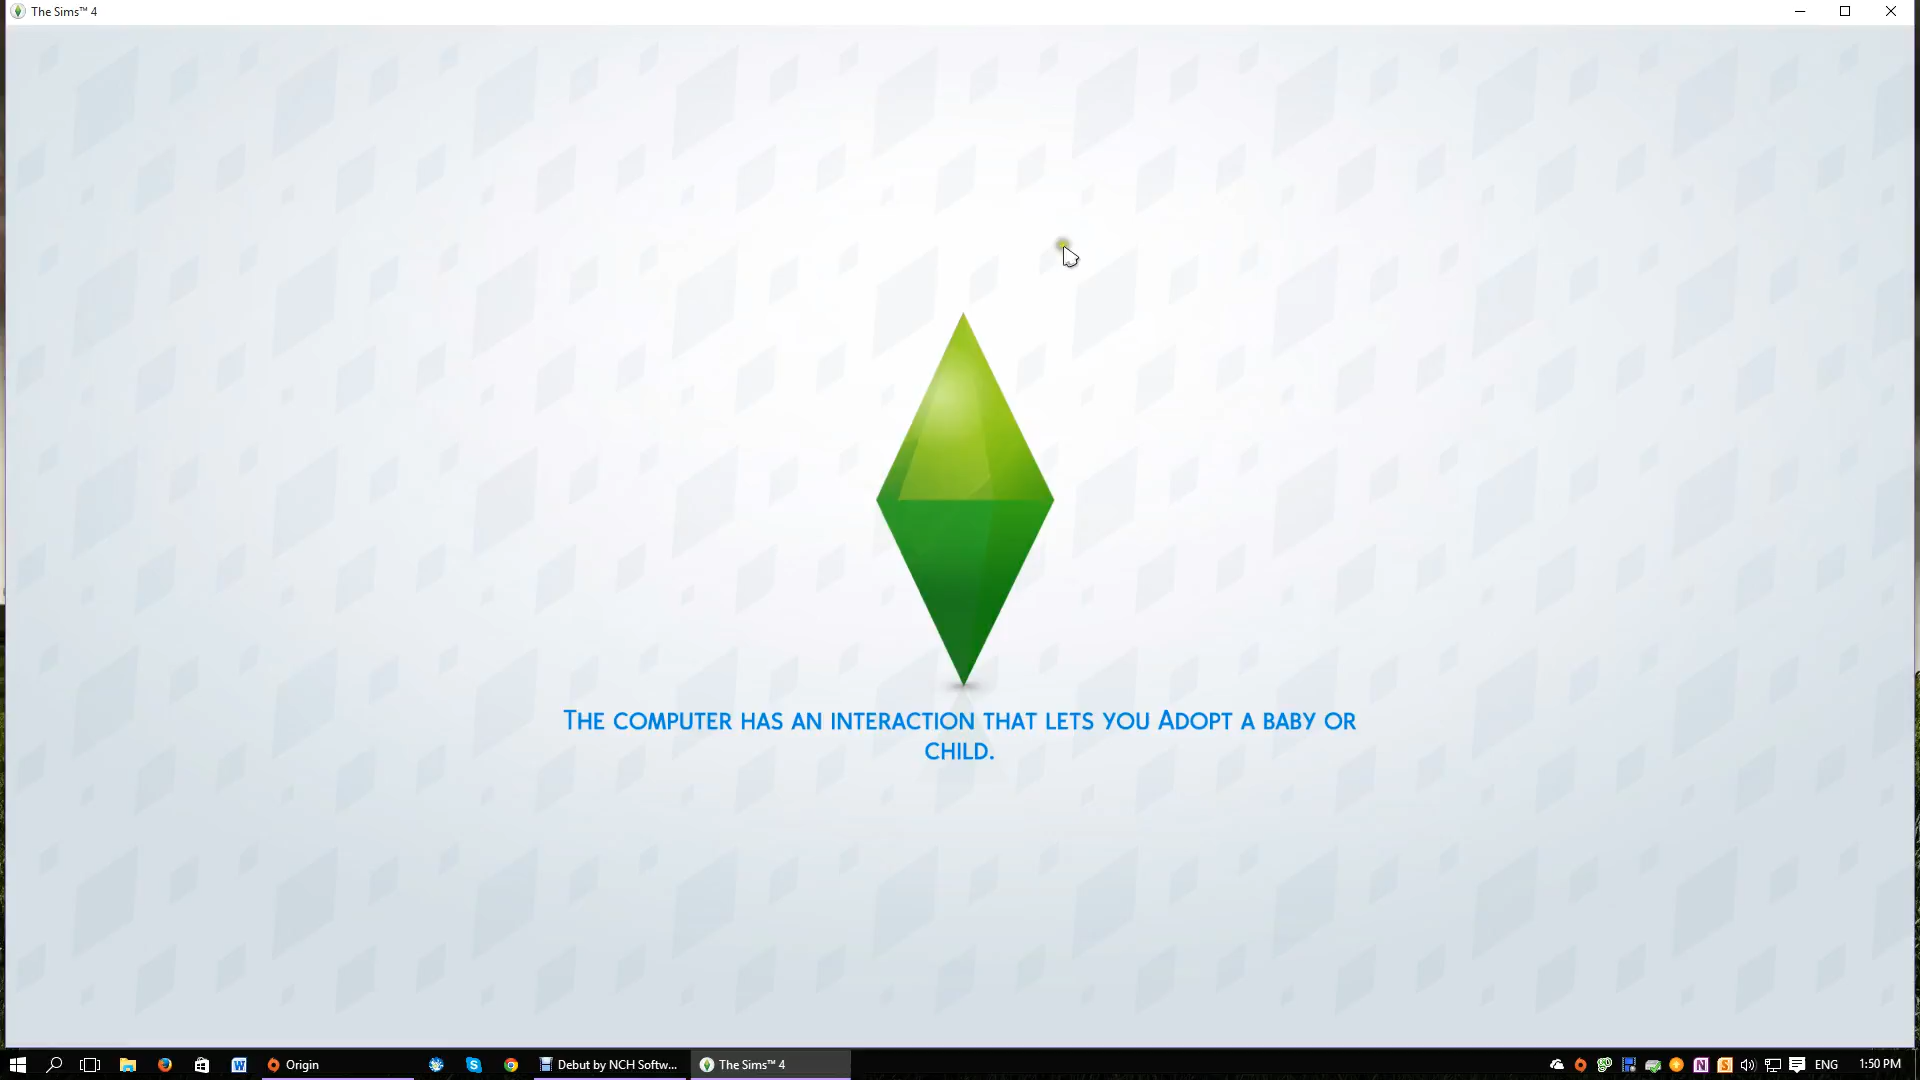 The Sims™ 4
THE COMPUTER HAS AN INTERACTION THAT LETS YOU ADOPT A BABY OR
CHILD.
Origin
Debut by NCH Softw...
The Sims™ 4
ENG
1:50 PM